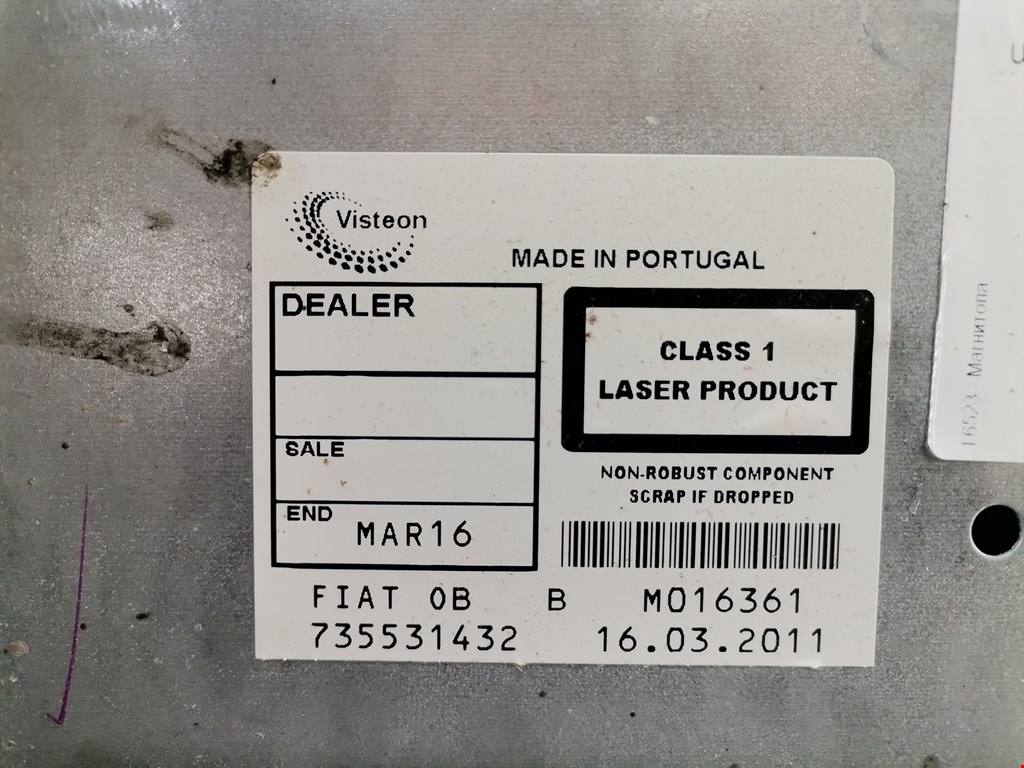 Visteon
MADE IN PORTUGAL
DEALER
CLASS 1
LASER PRODUCT
SALE
NON-ROBUST COMPONENT
SCRAP IF DROPPED
END
MAR16
FIAT 0B B M016361
735531432 16.03.2011
16523 - Магнитола